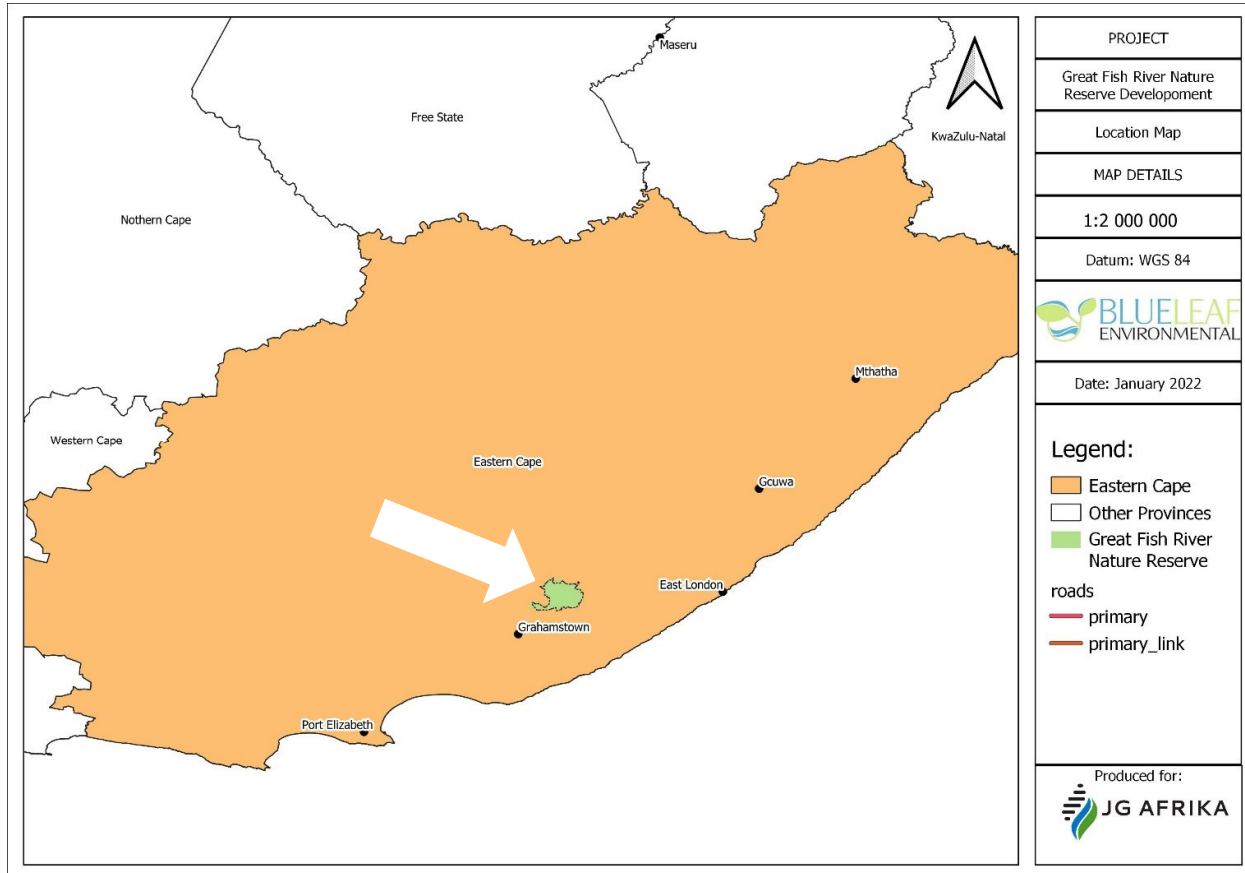 Maseru
Free State
KwaZulu-Natal
Nothern Cape
Mthatha
Western Cape
Eastern Cape
Gcuwa
East London
Grahamstown
Port Elizabeth
PROJECT
Great Fish River Nature
Reserve Developoment
Location Map
MAP DETAILS
1:2 000 000
Datum: WGS 84
BLUELEAF
ENVIRONMENTAL
Date: January 2022
Legend:
Eastern Cape
Other Provinces
Great Fish River
Nature Reserve
roads
primary
primary_link
Produced for:
JG AFRIKA